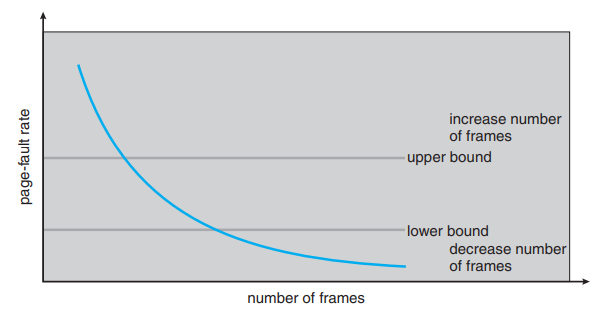 page-fault rate
increase number
of frames
upper bound
lower bound
decrease number
of frames
number of frames